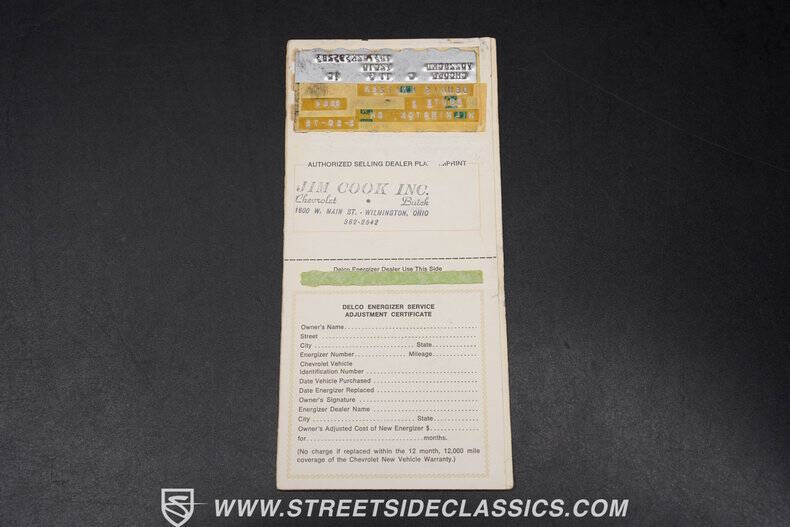 AUTHORIZED SELLING DEALER PLA IMPRINT
JIM COOK INC.
Chevrolet • Buick
1600 W. MAIN ST. - WILMINGTON, OHIO
382-2542
Delco Energizer Dealer Use This Side
DELCO ENERGIZER SERVICE
ADJUSTMENT CERTIFICATE
Owner's Name
Street
City State
Energizer Number Mileage
Chevrolet Vehicle
Identification Number
Date Vehicle Purchased
Date Energizer Replaced
Owner's Signature
Energizer Dealer Name
City State
Owner's Adjusted Cost of New Energizer $
for months.
(No charge if replaced within the 12 month, 12,000 mile
coverage of the Chevrolet New Vehicle Warranty.)
WWW.STREETSIDECLASSICS.COM